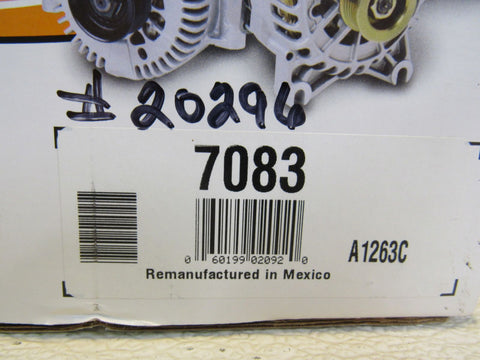 # 20296
7083
0 60199 02092 0
A1263C
Remanufactured in Mexico